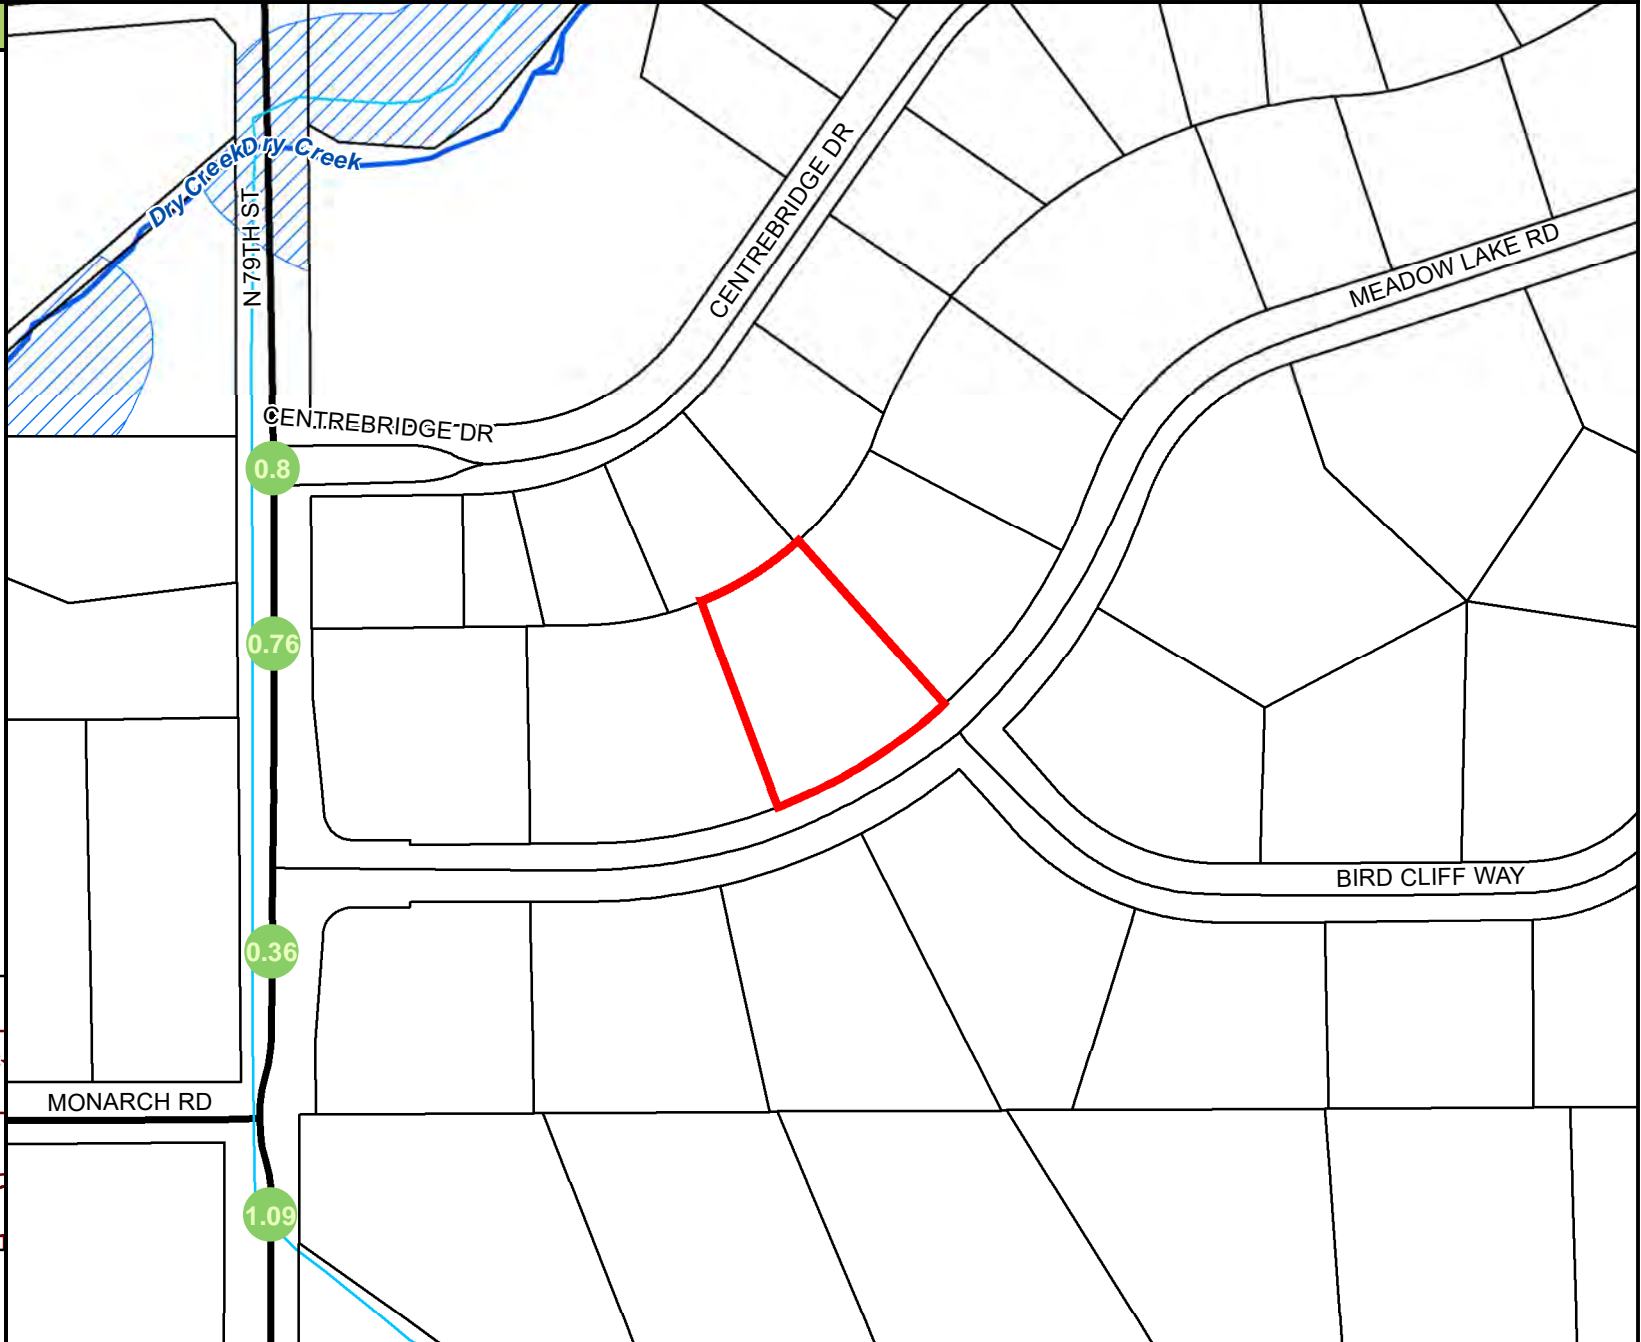 Dry Creek
Dry Creek
N 79TH ST
CENTREBRIDGE DR
MEADOW LAKE RD
CENTREBRIDGE DR
0.8
0.76
BIRD CLIFF WAY
0.36
MONARCH RD
1.09